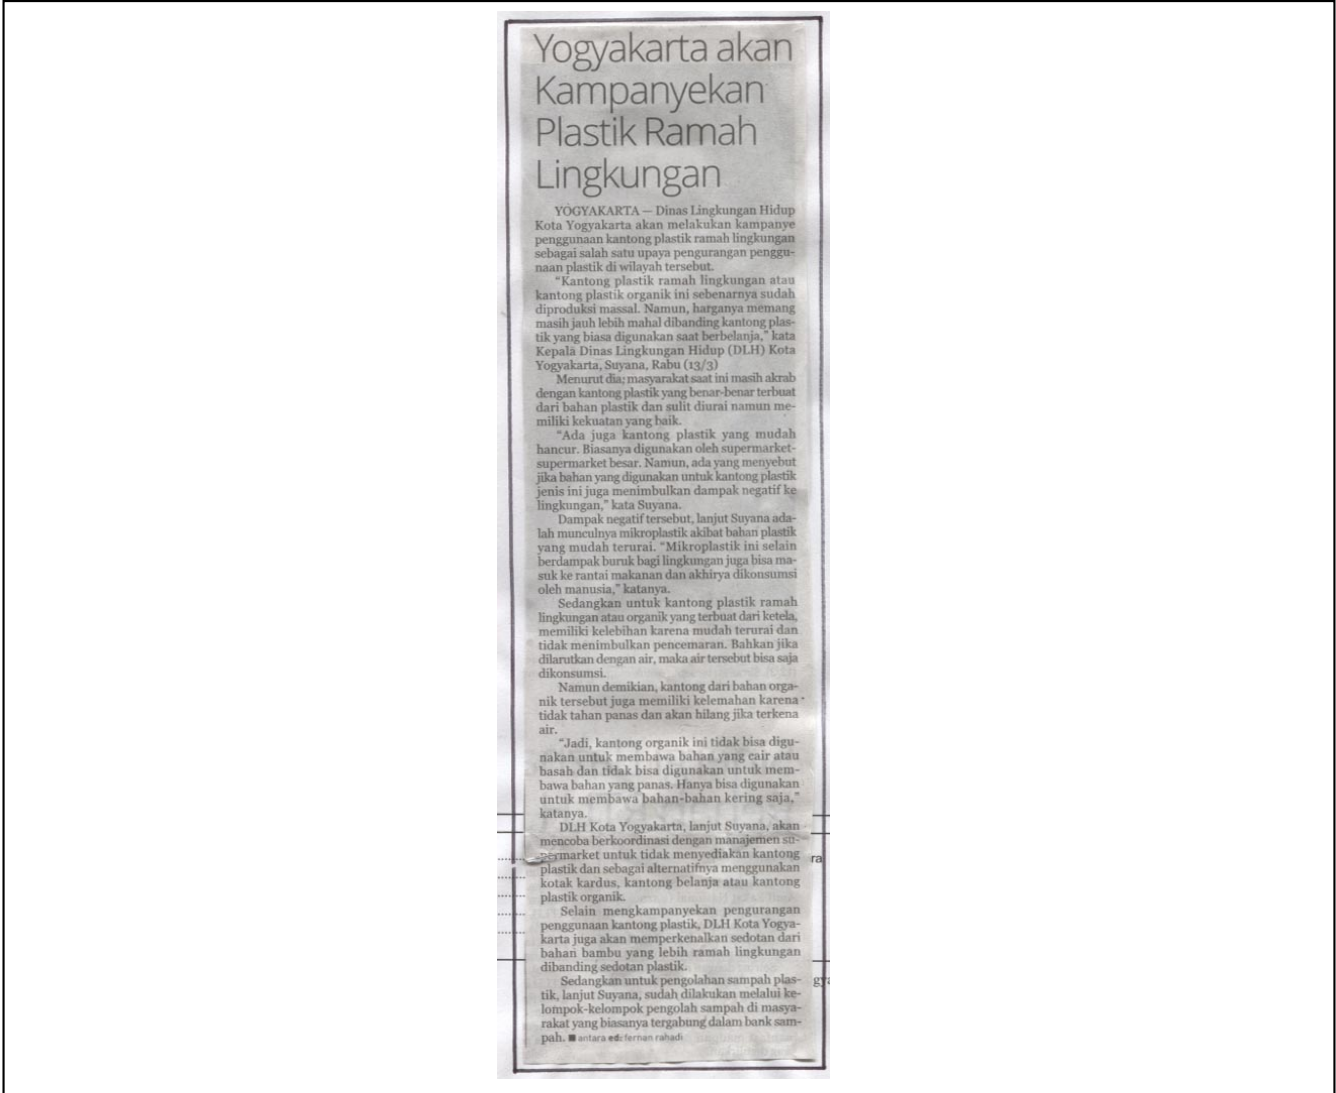 Yogyakarta akan
Kampanyekan
Plastik Ramah
Lingkungan
YOGYAKARTA — Dinas Lingkungan Hidup
Kota Yogyakarta akan melakukan kampanye
penggunaan kantong plastik ramah lingkungan
sebagai salah satu upaya pengurangan penggu-
naan plastik di wilayah tersebut.
“Kantong plastik ramah lingkungan atau
kantong plastik organik ini sebenarnya sudah
diproduksi massal. Namun, harganya memang
masih jauh lebih mahal dibanding kantong plas-
tik yang biasa digunakan saat berbelanja,” kata
Kepala Dinas Lingkungan Hidup (DLH) Kota
Yogyakarta, Suyana, Rabu (13/3)
Menurut dia, masyarakat saat ini masih akrab
dengan kantong plastik yang benar-benar terbuat
dari bahan plastik dan sulit diurai namun me-
miliki kekuatan yang baik.
“Ada juga kantong plastik yang mudah
hancur. Biasanya digunakan oleh supermarket-
supermarket besar. Namun, ada yang menyebut
jika bahan yang digunakan untuk kantong plastik
jenis ini juga menimbulkan dampak negatif ke
lingkungan,” kata Suyana.
Dampak negatif tersebut, lanjut Suyana ada-
lah munculnya mikroplastik akibat bahan plastik
yang mudah terurai. “Mikroplastik ini selain
berdampak buruk bagi lingkungan juga bisa ma-
suk ke rantai makanan dan akhirya dikonsumsi
oleh manusia,” katanya.
Sedangkan untuk kantong plastik ramah
lingkungan atau organik yang terbuat dari ketela,
memiliki kelebihan karena mudah terurai dan
tidak menimbulkan pencemaran. Bahkan jika
dilarutkan dengan air, maka air tersebut bisa saja
dikonsumsi.
Namun demikian, kantong dari bahan orga-
nik tersebut juga memiliki kelemahan karena
tidak tahan panas dan akan hilang jika terkena
air.
“Jadi, kantong organik ini tidak bisa digu-
nakan untuk membawa bahan yang cair atau
basah dan tidak bisa digunakan untuk mem-
bawa bahan yang panas. Hanya bisa digunakan
untuk membawa bahan-bahan kering saja,”
katanya.
DLH Kota Yogyakarta, lanjut Suyana, akan
mencoba berkoordinasi dengan manajemen su-
permarket untuk tidak menyediakan kantong
plastik dan sebagai alternatifnya menggunakan
kotak kardus, kantong belanja atau kantong
plastik organik.
Selain mengkampanyekan pengurangan
penggunaan kantong plastik, DLH Kota Yogya-
karta juga akan memperkenalkan sedotan dari
bahan bambu yang lebih ramah lingkungan
dibanding sedotan plastik.
Sedangkan untuk pengolahan sampah plas-
tik, lanjut Suyana, sudah dilakukan melalui ke-
lompok-kelompok pengolah sampah di masya-
rakat yang biasanya tergabung dalam bank sam-
pah. ■ antara ed: fernan rahadi
ra